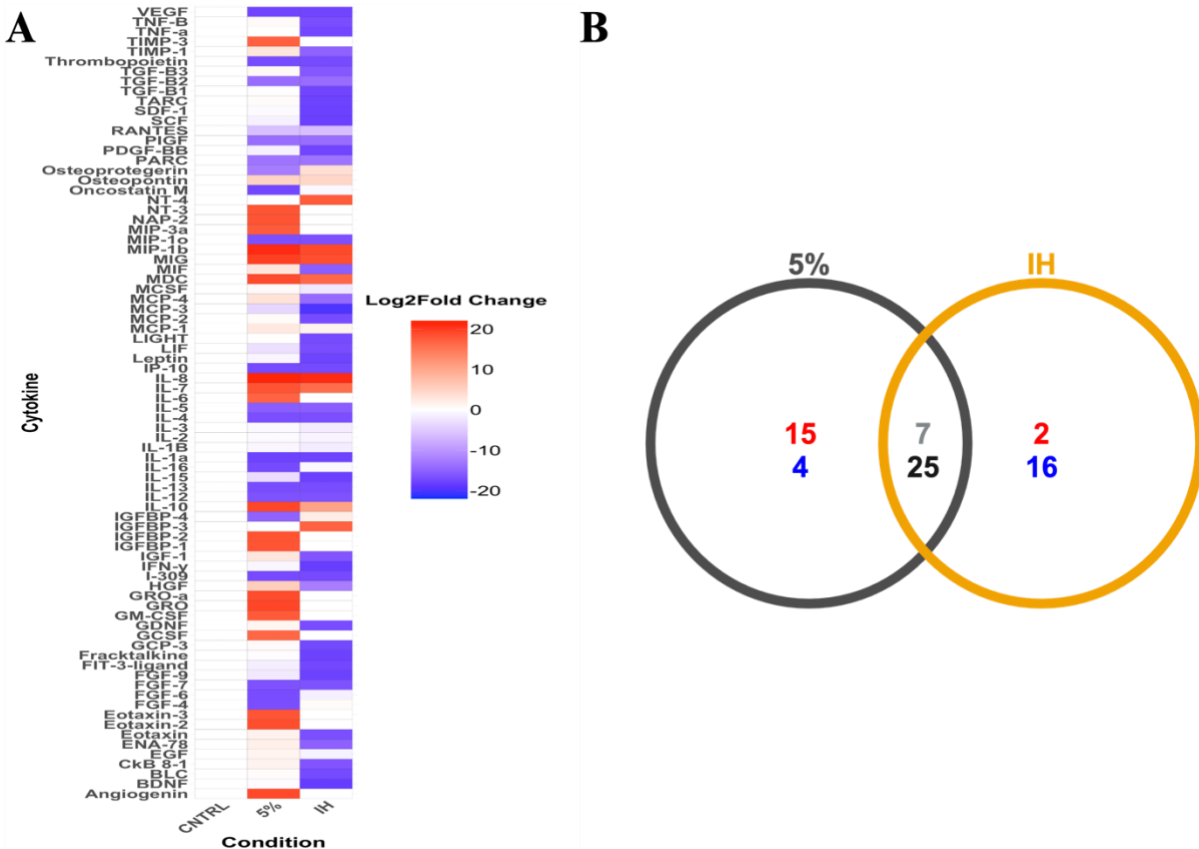 A
VEGF
TNF-B
TNF-a
TIMP-3
TIMP-1
Thrombopoietin
TGF-B3
TGF-B2
TGF-B1
TARC
SDF-1
SCF
RANTES
PIGF
PDGF-BB
PARC
Osteoprotegerin
Osteopontin
Oncostatin M
NT-4
NT-3
NAP-2
MIP-3a
MIP-1o
MIP-1b
MIG
MIF
MDC
MCSF
MCP-4
MCP-3
MCP-2
MCP-1
LIGHT
LIF
Leptin
IP-10
IL-8
IL-7
IL-6
IL-5
IL-4
IL-3
IL-2
IL-1B
IL-1a
IL-16
IL-15
IL-13
IL-12
IL-10
IGFBP-4
IGFBP-3
IGFBP-2
IGFBP-1
IGF-1
IFN-y
I-309
HGF
GRO-a
GRO
GM-CSF
GDNF
GCSF
GCP-3
Fracktalkine
FIT-3-ligand
FGF-9
FGF-7
FGF-6
FGF-4
Eotaxin-3
Eotaxin-2
Eotaxin
ENA-78
EGF
CkB 8-1
BLC
BDNF
Angiogenin
Cytokine
CNTRL
5%
IH
Condition
Log2Fold Change
20
10
0
-10
-20
B
5%
IH
15
4
7
25
2
16